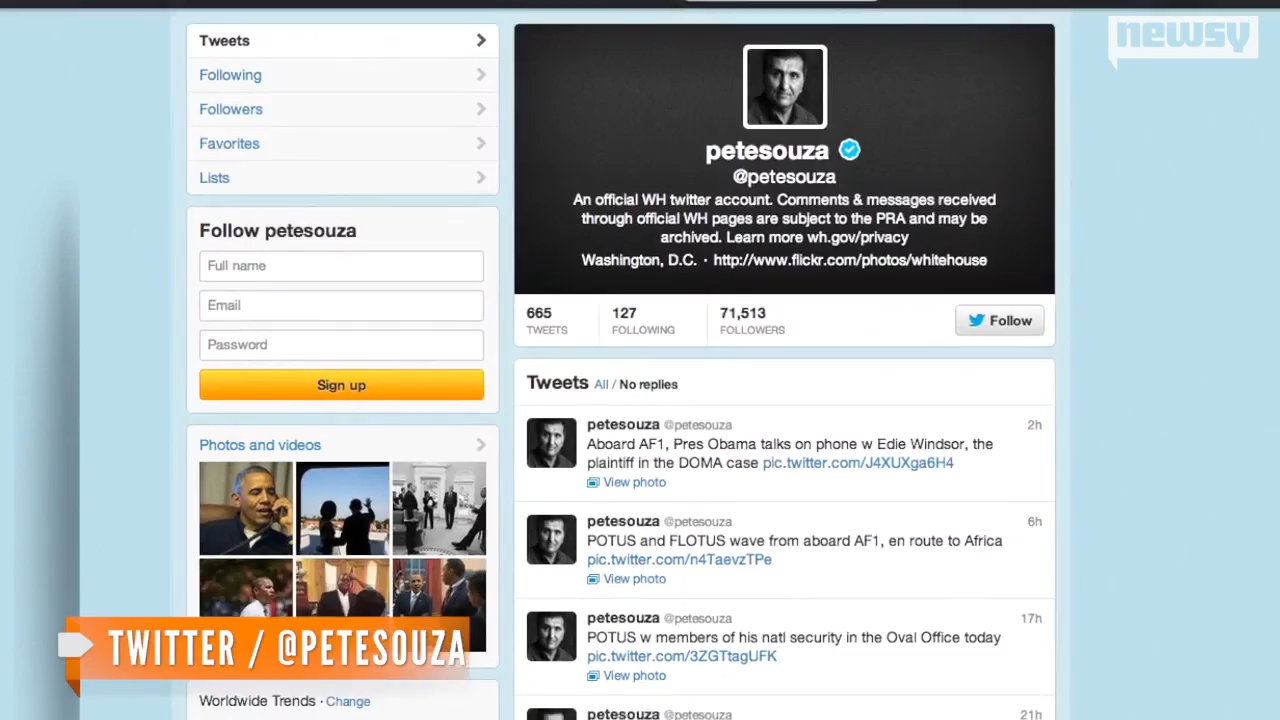 newsy
Tweets
Following
Followers
Favorites
Lists
Follow petesouza
Full name
Email
Password
Sign up
Photos and videos
TWITTER / @PETESOUZA
Worldwide Trends · Change
petesouza
@petesouza
An official WH twitter account. Comments & messages received
through official WH pages are subject to the PRA and may be
archived. Learn more wh.gov/privacy
Washington, D.C. · http://www.flickr.com/photos/whitehouse
665 127 71,513
TWEETS FOLLOWING FOLLOWERS
Follow
Tweets All / No replies
petesouza @petesouza 2h
Aboard AF1, Pres Obama talks on phone w Edie Windsor, the
plaintiff in the DOMA case pic.twitter.com/J4XUXga6H4
View photo
petesouza @petesouza 6h
POTUS and FLOTUS wave from aboard AF1, en route to Africa
pic.twitter.com/n4TaevzTPe
View photo
petesouza @petesouza 17h
POTUS w members of his natl security in the Oval Office today
pic.twitter.com/3ZGTtagUFK
View photo
petesouza @petesouza 21h